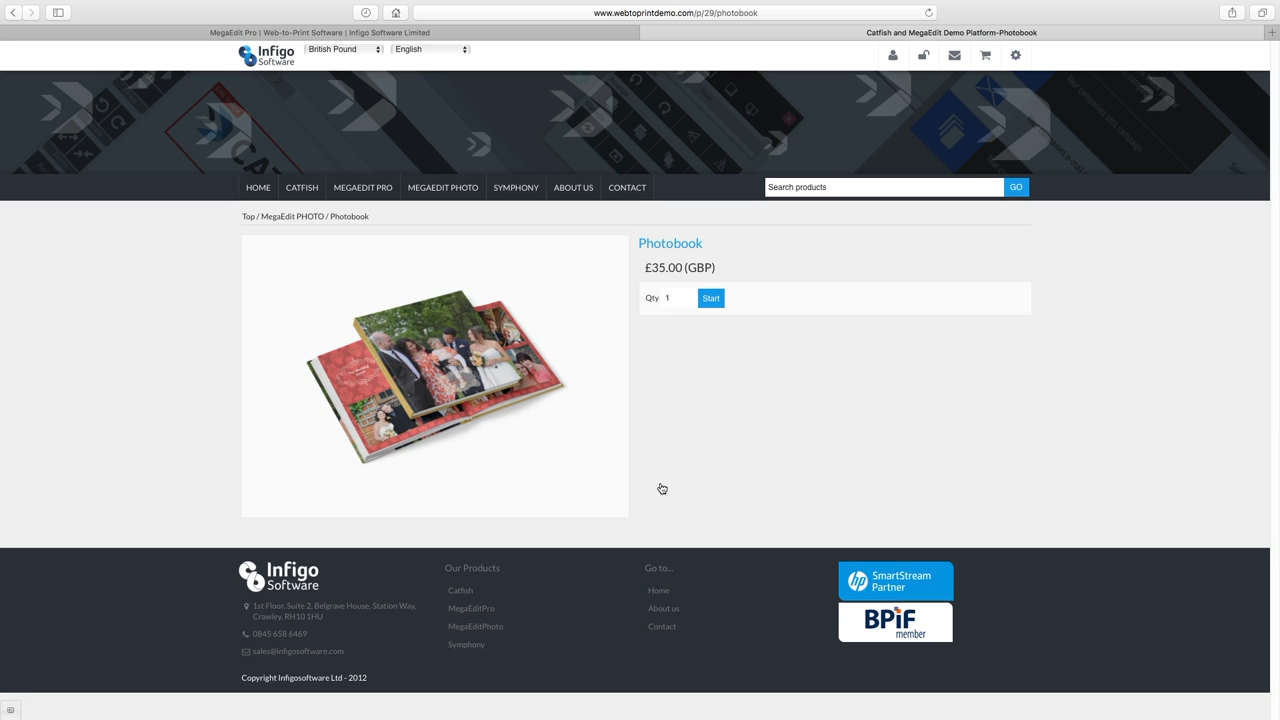 www.webtoprintdemo.com/p/29/photobook
MegaEdit Pro | Web-to-Print Software | Infigo Software Limited
Catfish and MegaEdit Demo Platform-Photobook
Infigo Software
British Pound
English
HOME
CATFISH
MEGAEDIT PRO
MEGAEDIT PHOTO
SYMPHONY
ABOUT US
CONTACT
Search products
GO
Top / MegaEdit PHOTO / Photobook
Photobook
£35.00 (GBP)
Qty 1
Start
Infigo
Software
1st Floor, Suite 2, Belgrave House, Station Way,
Crawley, RH10 1HU
0845 658 6469
sales@infigosoftware.com
Copyright Infigosoftware Ltd - 2012
Our Products
Catfish
MegaEditPro
MegaEditPhoto
Symphony
Go to...
Home
About us
Contact
hp SmartStream
Partner
BPiF
member